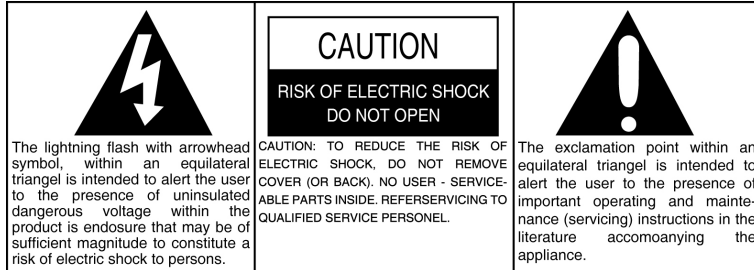 The lightning flash with arrowhead
symbol, within an equilateral
triangel is intended to alert the user
to the presence of uninsulated
dangerous voltage within the
product is endosure that may be of
sufficient magnitude to constitute a
risk of electric shock to persons.
CAUTION
RISK OF ELECTRIC SHOCK
DO NOT OPEN
CAUTION: TO REDUCE THE RISK OF
ELECTRIC SHOCK, DO NOT REMOVE
COVER (OR BACK). NO USER - SERVICE-
ABLE PARTS INSIDE. REFERSERVICING TO
QUALIFIED SERVICE PERSONEL.
The exclamation point within an
equilateral triangel is intended to
alert the user to the presence of
important operating and mainte-
nance (servicing) instructions in the
literature accomoanying the
appliance.